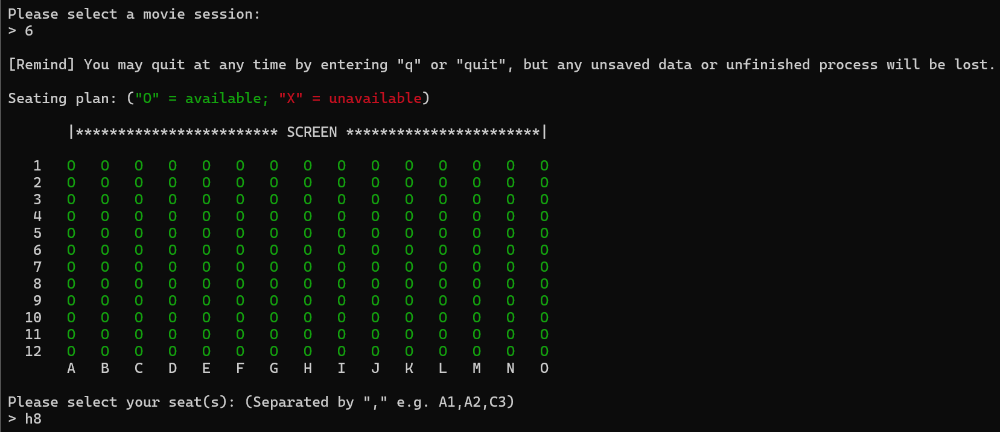 Please select a movie session:
> 6
[Remind] You may quit at any time by entering "q" or "quit", but any unsaved data or unfinished process will be lost.
Seating plan: ("O" = available; "X" = unavailable)
|************************ SCREEN ***********************|
1 O O O O O O O O O O O O O O O
2 O O O O O O O O O O O O O O O
3 O O O O O O O O O O O O O O O
4 O O O O O O O O O O O O O O O
5 O O O O O O O O O O O O O O O
6 O O O O O O O O O O O O O O O
7 O O O O O O O O O O O O O O O
8 O O O O O O O O O O O O O O O
9 O O O O O O O O O O O O O O O
10 O O O O O O O O O O O O O O O
11 O O O O O O O O O O O O O O O
12 O O O O O O O O O O O O O O O
A B C D E F G H I J K L M N O
Please select your seat(s): (Separated by "," e.g. A1,A2,C3)
> h8